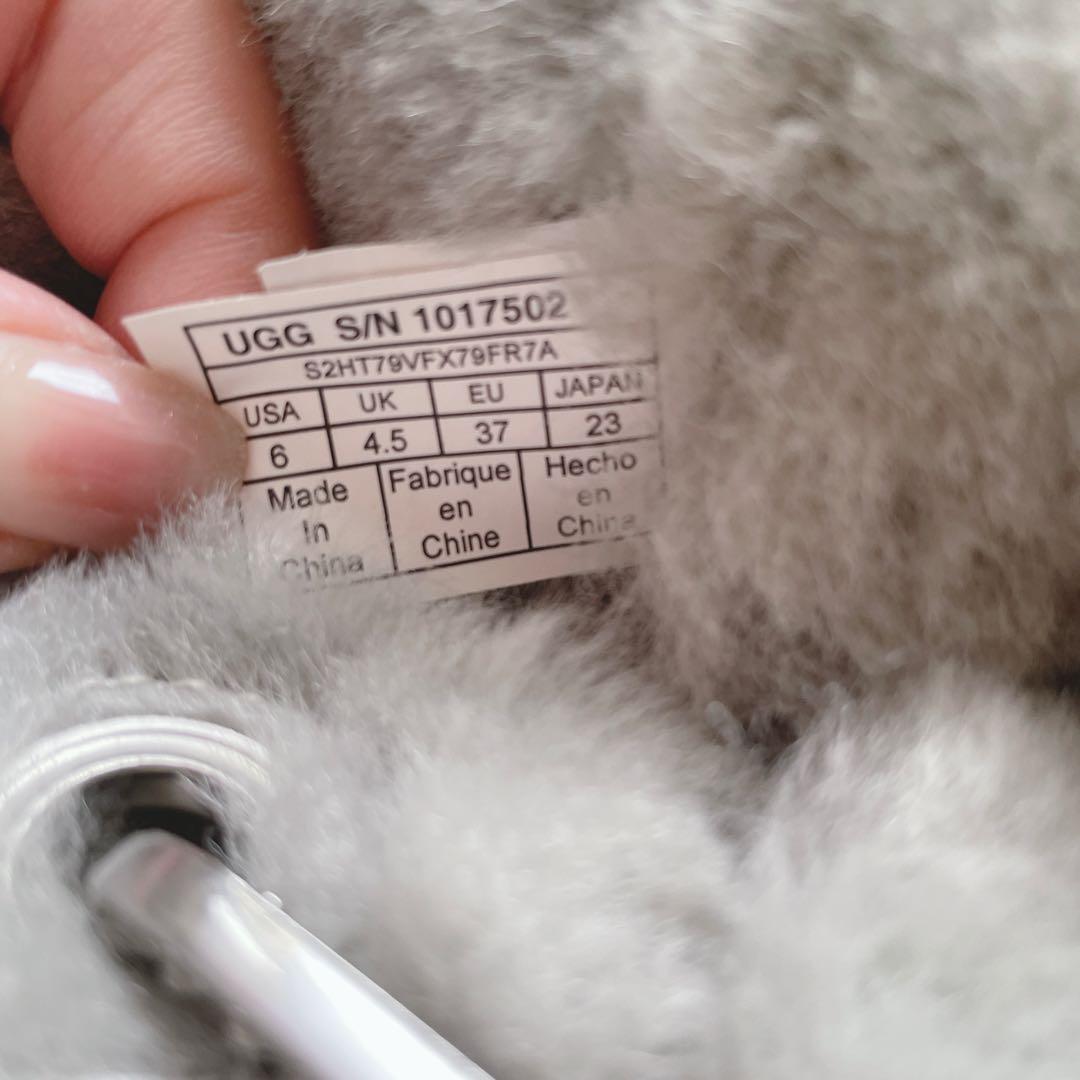 UGG S/N 1017502
S2HT79VFX79FR7A
USA UK EU JAPAN
6 4.5 37 23
Made In China
Fabrique en Chine
Hecho en China